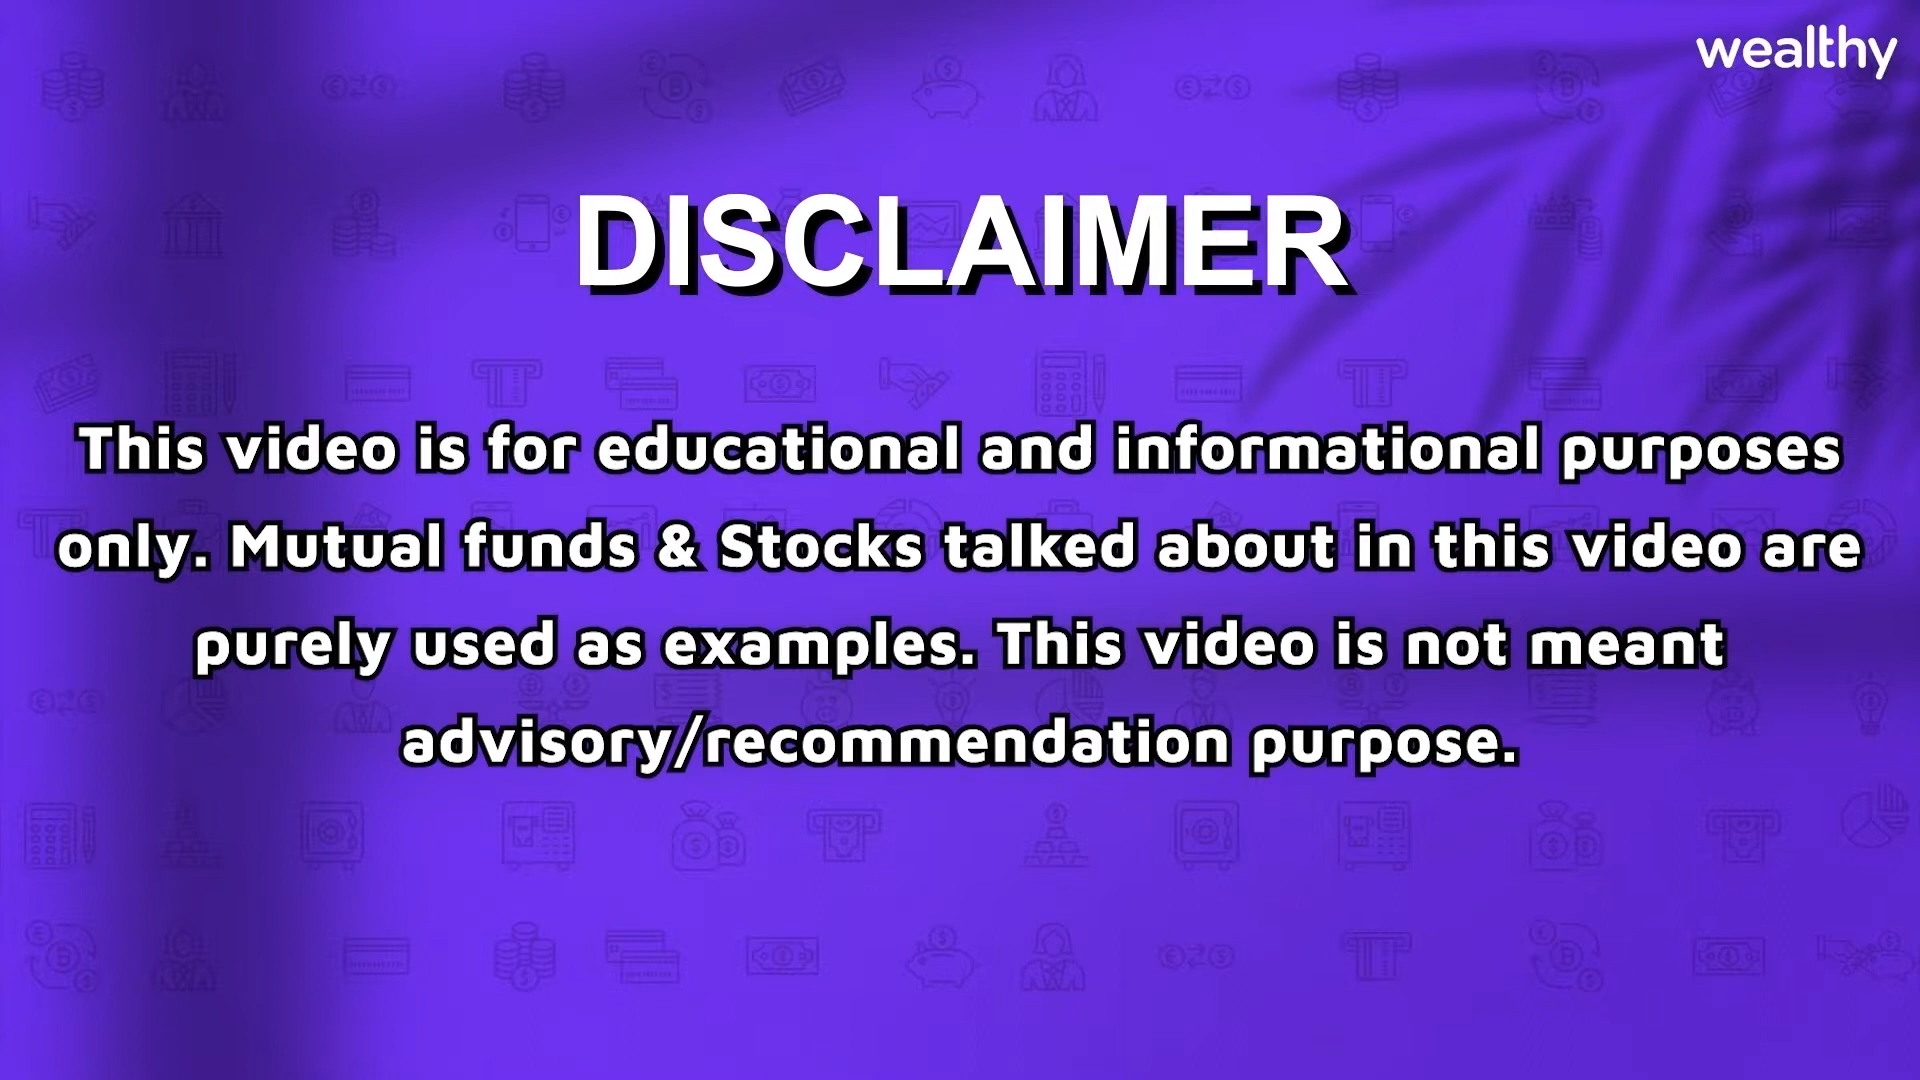 wealthy
DISCLAIMER
This video is for educational and informational purposes
only. Mutual funds & Stocks talked about in this video are
purely used as examples. This video is not meant
advisory/recommendation purpose.